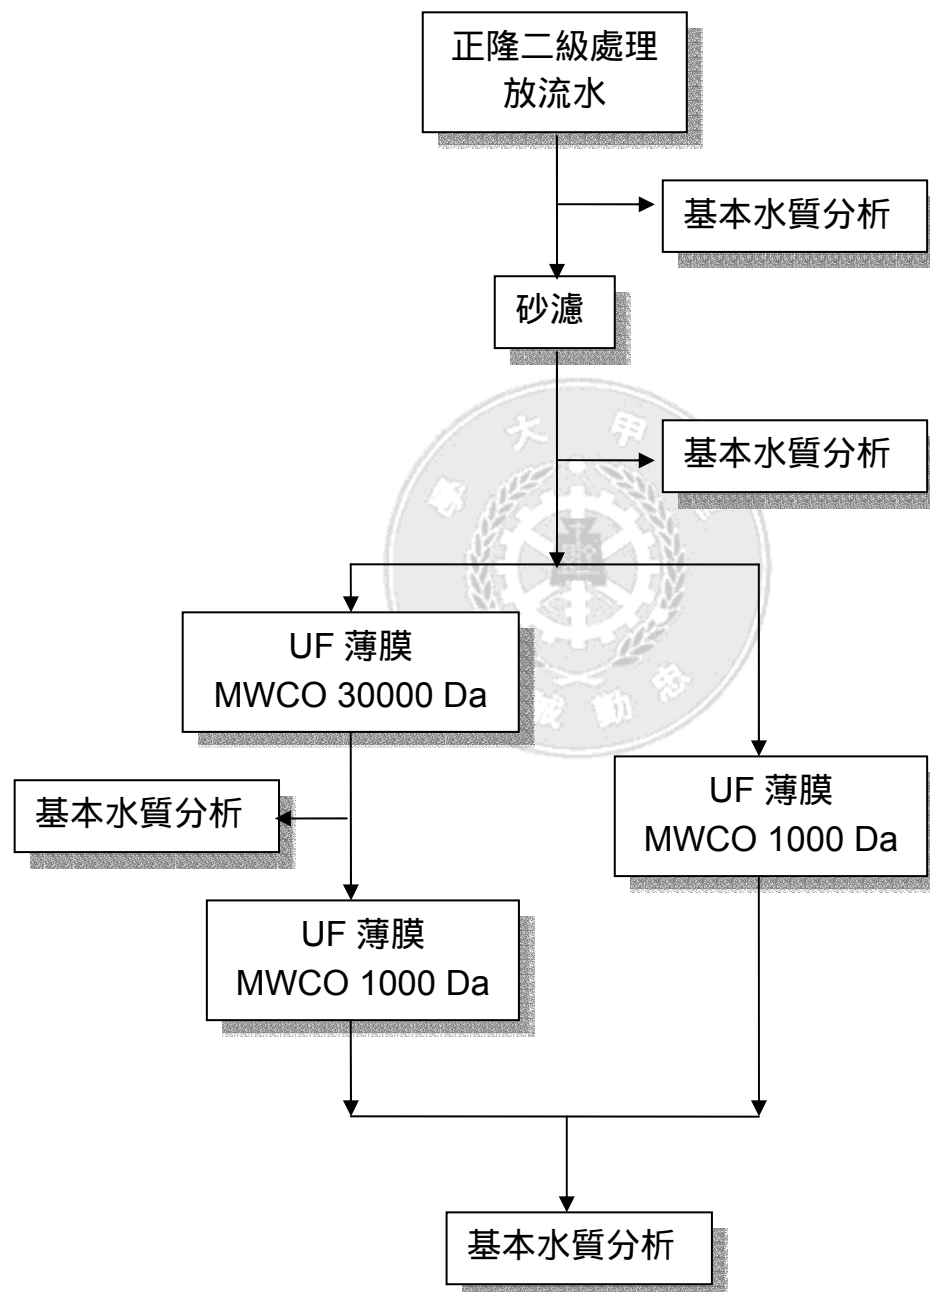 正隆二級處理
放流水
基本水質分析
砂濾
基本水質分析
UF 薄膜
MWCO 30000 Da
UF 薄膜
MWCO 1000 Da
基本水質分析
UF 薄膜
MWCO 1000 Da
基本水質分析